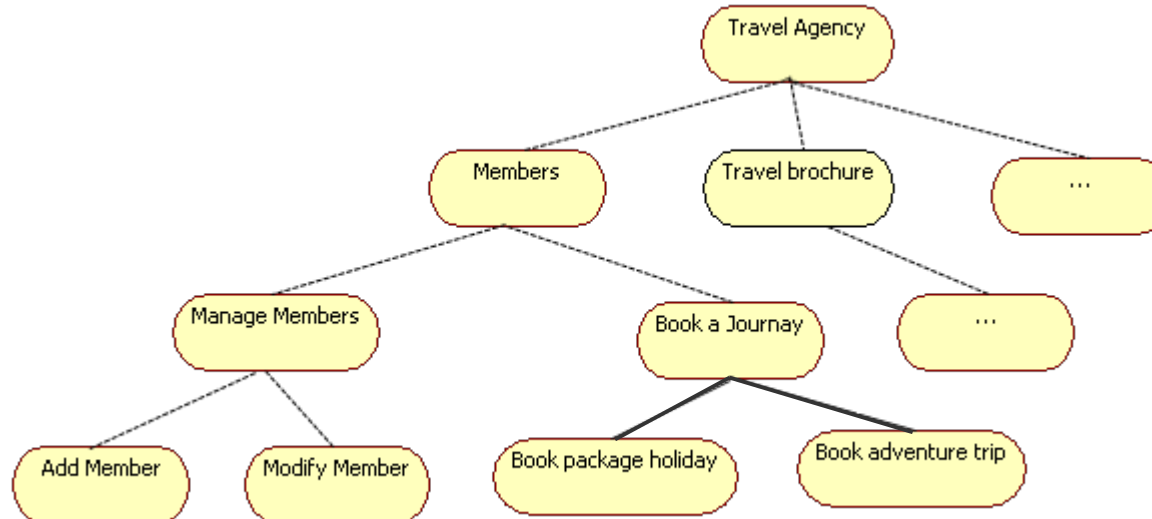 Travel Agency
Members
Travel brochure
...
Manage Members
Book a Journay
...
Add Member
Modify Member
Book package holiday
Book adventure trip